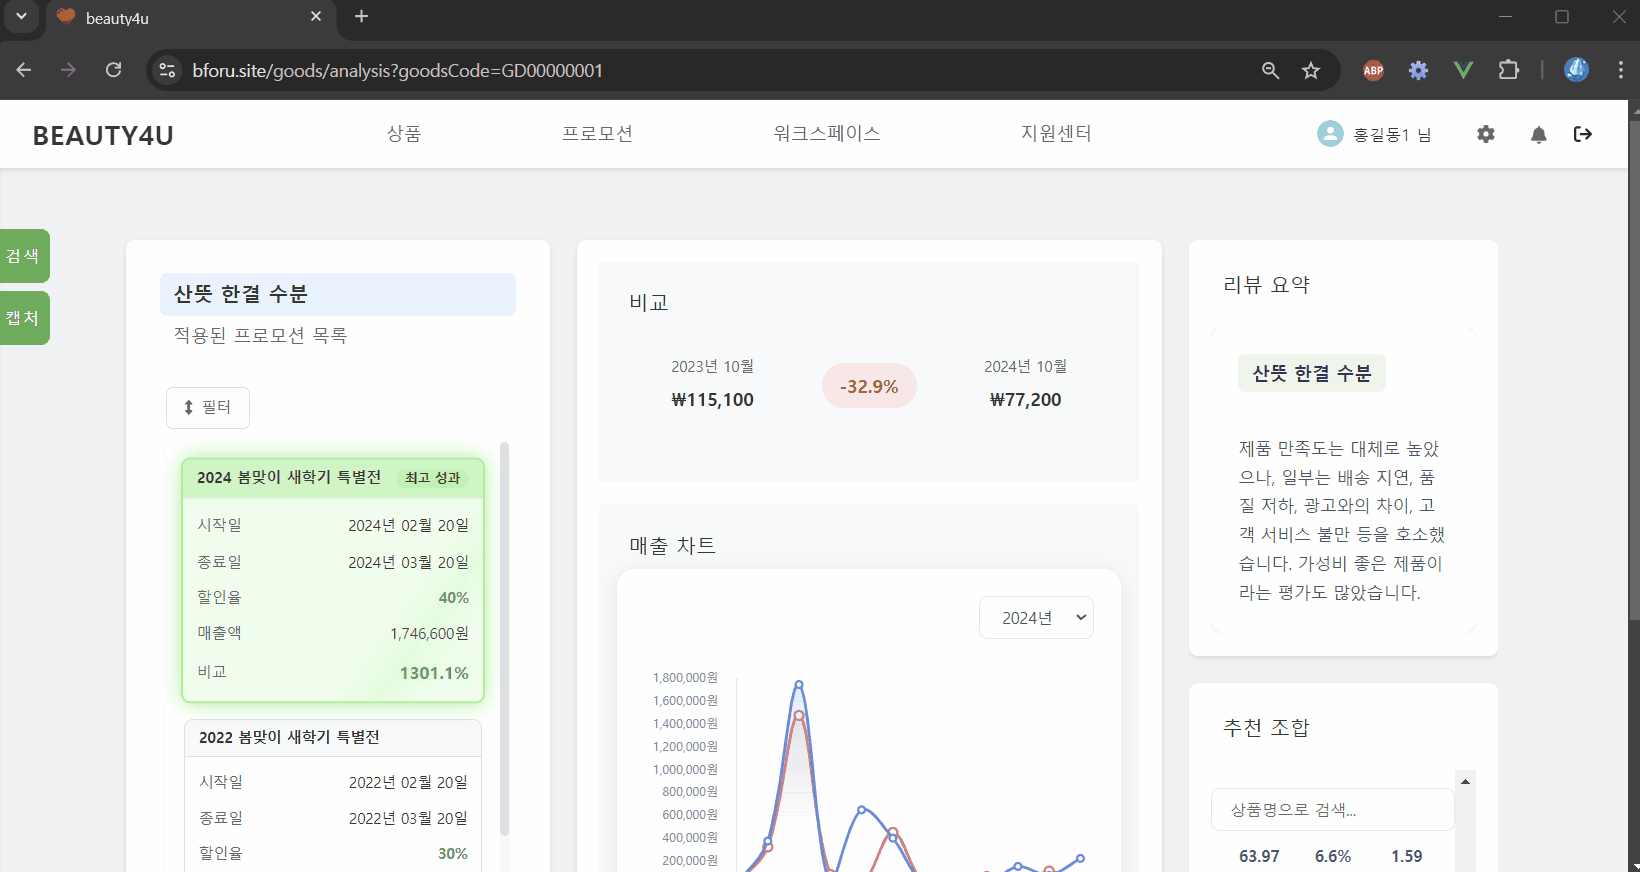 beauty4u
bforu.site/goods/analysis?goodsCode=GD00000001
ABP
BEAUTY4U
상품
프로모션
워크스페이스
지원센터
홍길동1 님
검색
캡처
산뜻 한결 수분
적용된 프로모션 목록
필터
2024 봄맞이 새학기 특별전
최고 성과
시작일
2024년 02월 20일
종료일
2024년 03월 20일
할인율
40%
매출액
1,746,600원
비교
1301.1%
2022 봄맞이 새학기 특별전
시작일
2022년 02월 20일
종료일
2022년 03월 20일
할인율
30%
비교
2023년 10월
₩115,100
-32.9%
2024년 10월
₩77,200
매출 차트
2024년
1,800,000원
1,600,000원
1,400,000원
1,200,000원
1,000,000원
800,000원
600,000원
400,000원
200,000원
리뷰 요약
산뜻 한결 수분
제품 만족도는 대체로 높았
으나, 일부는 배송 지연, 품
질 저하, 광고와의 차이, 고
객 서비스 불만 등을 호소했
습니다. 가성비 좋은 제품이
라는 평가도 많았습니다.
추천 조합
상품명으로 검색...
63.97
6.6%
1.59